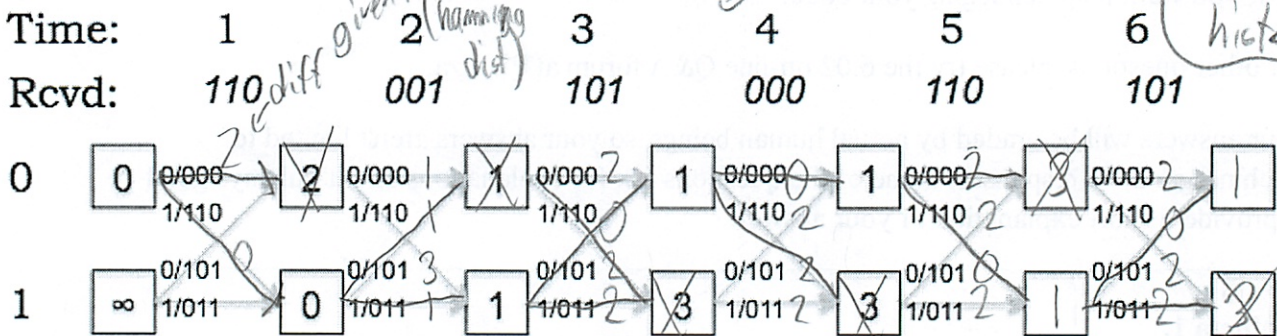 given
(hamming
dist)
Time: 1 2 3 4 5 6
hist
diff
Rcvd: 110 001 101 000 110 101
2 1 2 0 2 2
0 0 0/000 2 0/000 1 0/000 1 0/000 1 0/000 3 0/000 1
1/110 1/110 1/110 1/110 1/110 1/110
1 0 2 2 0
0 0/101 0/101 3 0/101 2 0/101 2 0/101 0 0/101 2
1 ∞ 1/011 0 1/011 1 1 1/011 2 3 1/011 2 3 1/011 2 1 1/011 2 3